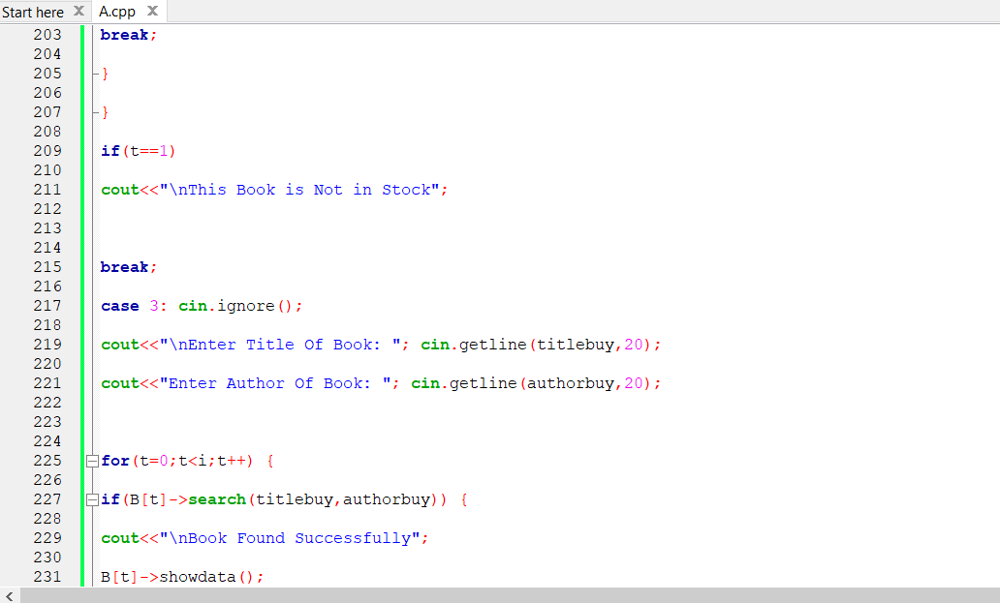 Start here X A.cpp X
203 break;
204
205 }
206
207 }
208
209 if(t==1)
210
211 cout<<"\nThis Book is Not in Stock";
212
213
214
215 break;
216
217 case 3: cin.ignore();
218
219 cout<<"\nEnter Title Of Book: "; cin.getline(titlebuy,20);
220
221 cout<<"Enter Author Of Book: "; cin.getline(authorbuy,20);
222
223
224
225 for(t=0;t<i;t++) {
226
227 if(B[t]->search(titlebuy,authorbuy)) {
228
229 cout<<"\nBook Found Successfully";
230
231 B[t]->showdata();